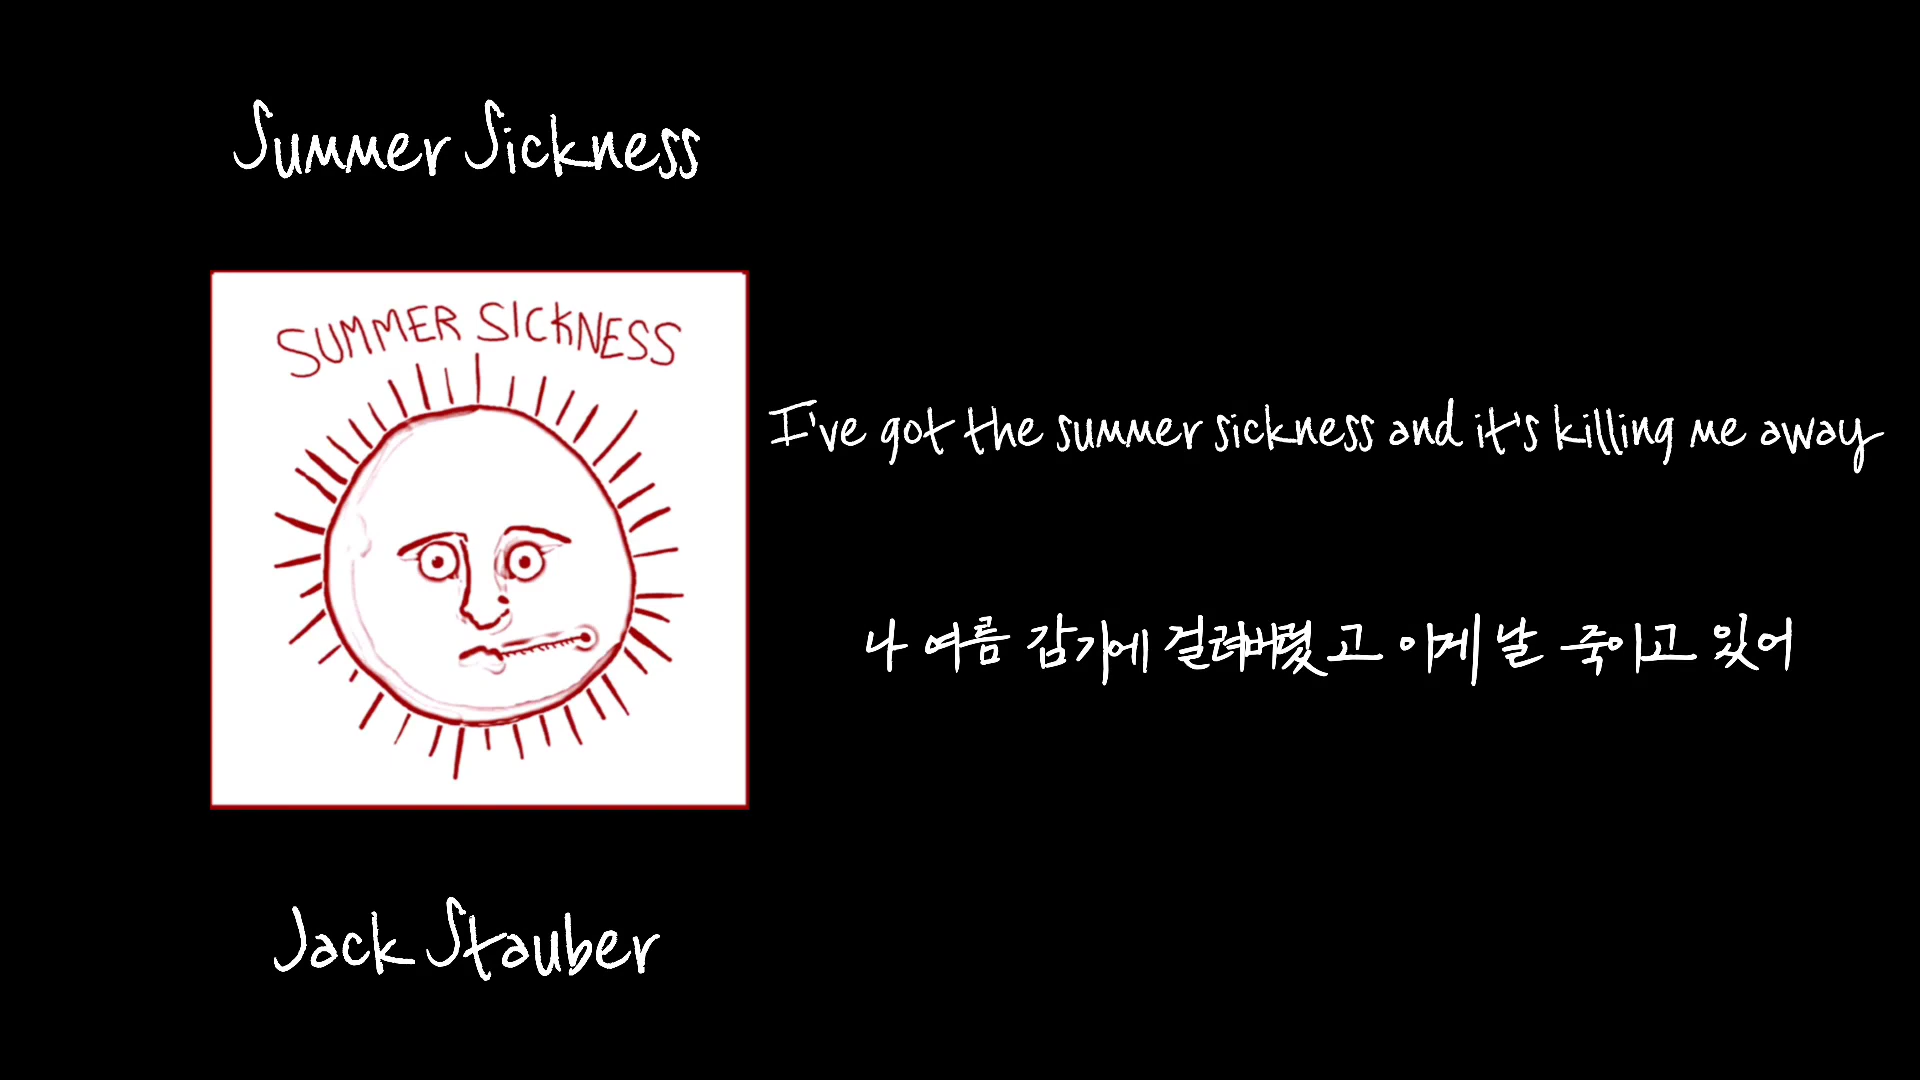 Summer Sickness
SUMMER SICKNESS
I've got the summer sickness and it's killing me away
나 여름 감기에 걸려버렸고 이게 날 죽이고 있어
Jack Stauber